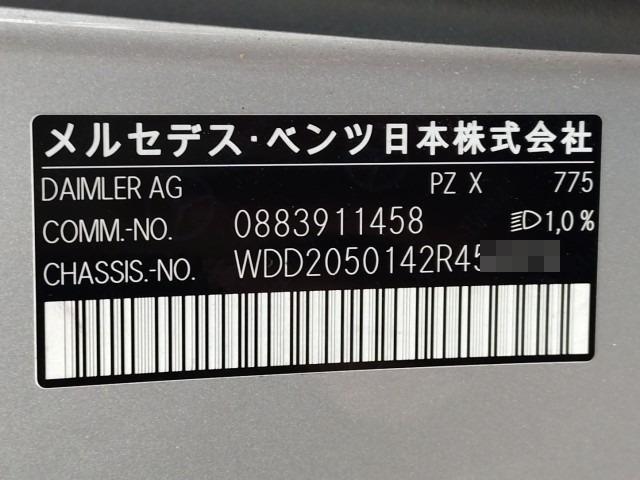 メルセデス・ベンツ日本株式会社
DAIMLER AG PZ X 775
COMM.-NO. 0883911458 1,0%
CHASSIS.-NO. WDD2050142R45